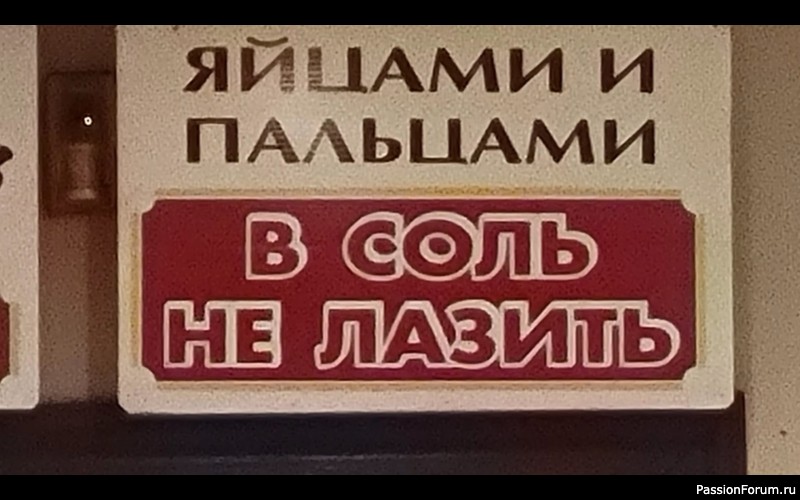 ЯЙЦАМИ И
ПАЛЬЦАМИ
В СОЛЬ
НЕ ЛАЗИТЬ
PassionForum.ru